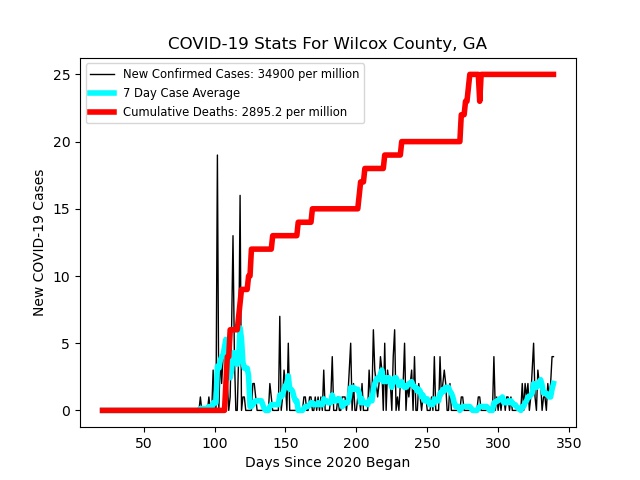 COVID-19 Stats For Wilcox County, GA
New Confirmed Cases: 34900 per million
7 Day Case Average
Cumulative Deaths: 2895.2 per million
New COVID-19 Cases
25
20
15
10
5
0
50 100 150 200 250 300 350
Days Since 2020 Began